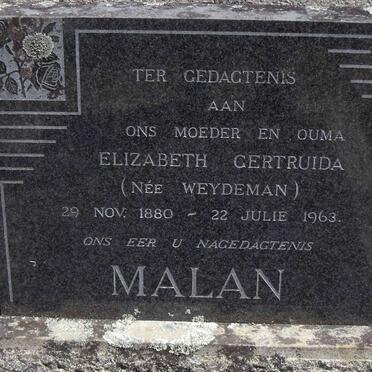 TER GEDAGTENIS
AAN
ONS MOEDER EN OUMA
ELIZABETH GERTRUIDA
(NÉE WEYDEMAN)
29 NOV. 1880 - 22 JULIE 1963.
ONS EER U NAGEDAGTENIS
MALAN